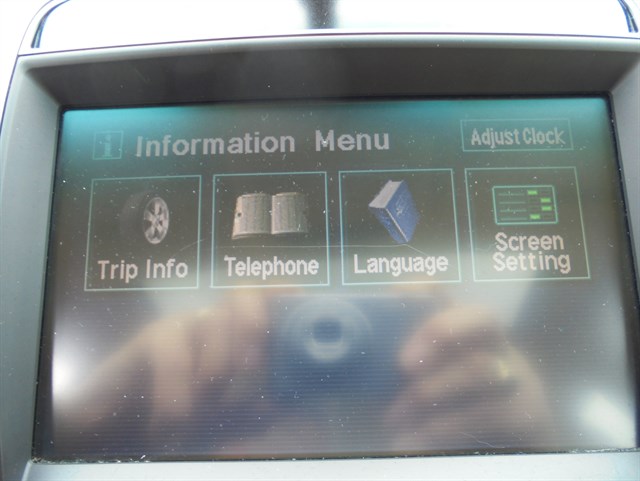 Information Menu
Adjust Clock
Trip Info
Telephone
Language
Screen
Setting